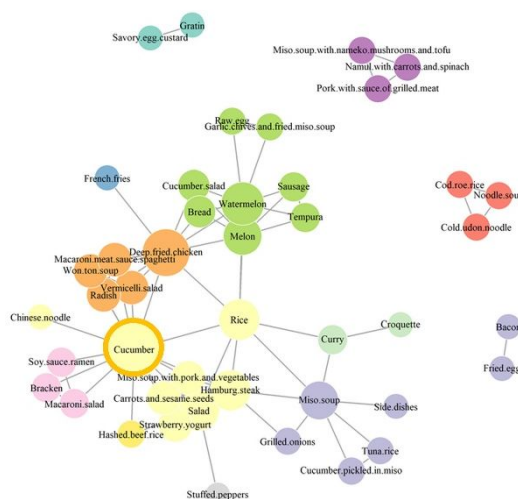 Gratin
Savory.egg.custard
Miso.soup.with.nameko.mushrooms.and.tofu
Namul.with.carrots.and.spinach
Pork.with.sauce.of.grilled.meat
Raw.egg
Garlic.chives.and.fried.miso.soup
French.fries
Cucumber.salad
Sausage
Cod.roe.rice
Noodle.sou
Watermelon
Bread
Tempura
Cold.udon.noodle
Melon
Deep.fried.chicken
Macaroni.meat.sauce.spaghetti
Won.ton.soup
Vermicelli.salad
Radish
Chinese.noodle
Rice
Bacon
Croquette
Curry
Cucumber
Soy.sauce.ramen
Fried.egg
Miso.soup.with.pork.and.vegetables
Bracken
Hamburg.steak
Carrots.and.sesame.seeds
Miso.soup
Macaroni.salad
Salad
Side.dishes
Strawberry.yogurt
Hashed.beef.rice
Grilled.onions
Tuna.rice
Cucumber.pickled.in.miso
Stuffed.peppers